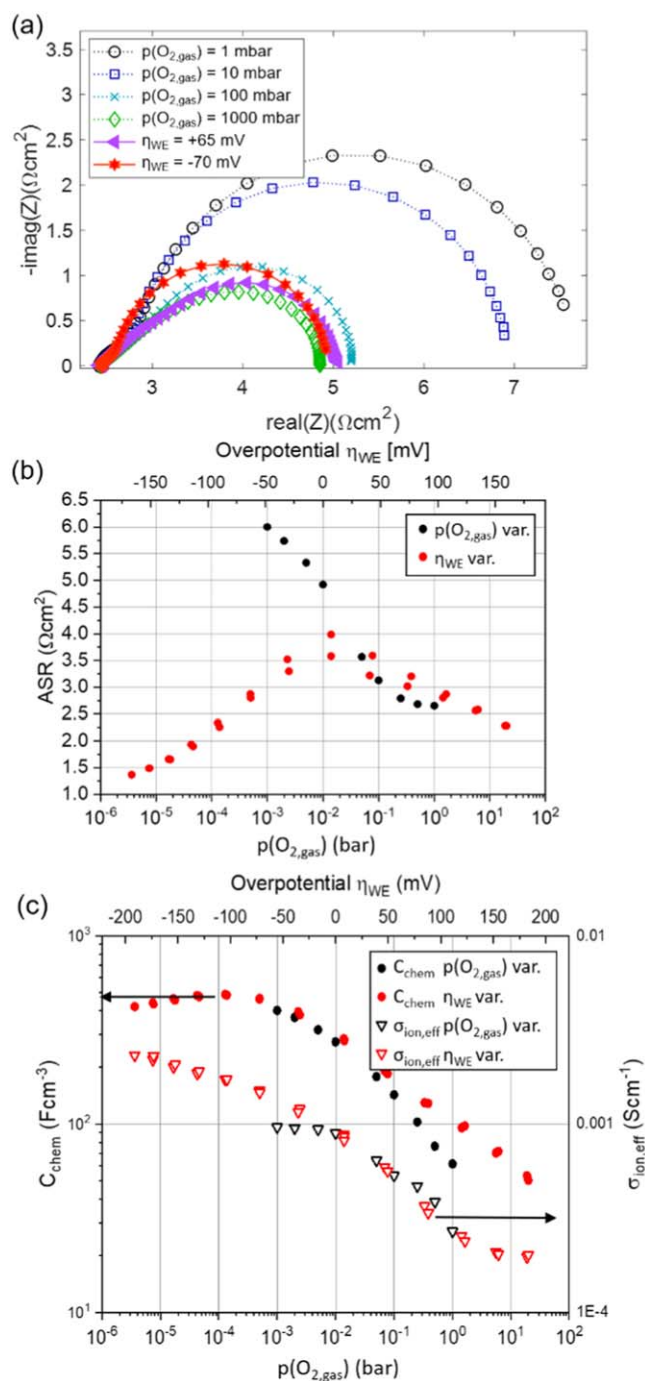 (a)
3.5
3
2.5
2
1.5
1
0.5
0
-imag(Z)(Ωcm²)
p(O2,gas) = 1 mbar
p(O2,gas) = 10 mbar
p(O2,gas) = 100 mbar
p(O2,gas) = 1000 mbar
ηWE = +65 mV
ηWE = -70 mV
3 4 5 6 7
real(Z)(Ωcm²)
Overpotential ηWE [mV]
(b)
-150 -100 -50 0 50 100 150
6.5
6.0
5.5
5.0
4.5
4.0
3.5
3.0
2.5
2.0
1.5
1.0
ASR (Ωcm²)
p(O2,gas) var.
ηWE var.
10⁻⁶ 10⁻⁵ 10⁻⁴ 10⁻³ 10⁻² 10⁻¹ 10⁰ 10¹ 10²
p(O2,gas) (bar)
Overpotential ηWE (mV)
(c)
-200 -150 -100 -50 0 50 100 150 200
10³
10²
10¹
Cchem (Fcm⁻³)
Cchem p(O2,gas) var.
Cchem ηWE var.
σion,eff p(O2,gas) var.
σion,eff ηWE var.
0.01
0.001
1E-4
σion,eff (Scm⁻¹)
10⁻⁶ 10⁻⁵ 10⁻⁴ 10⁻³ 10⁻² 10⁻¹ 10⁰ 10¹ 10²
p(O2,gas) (bar)